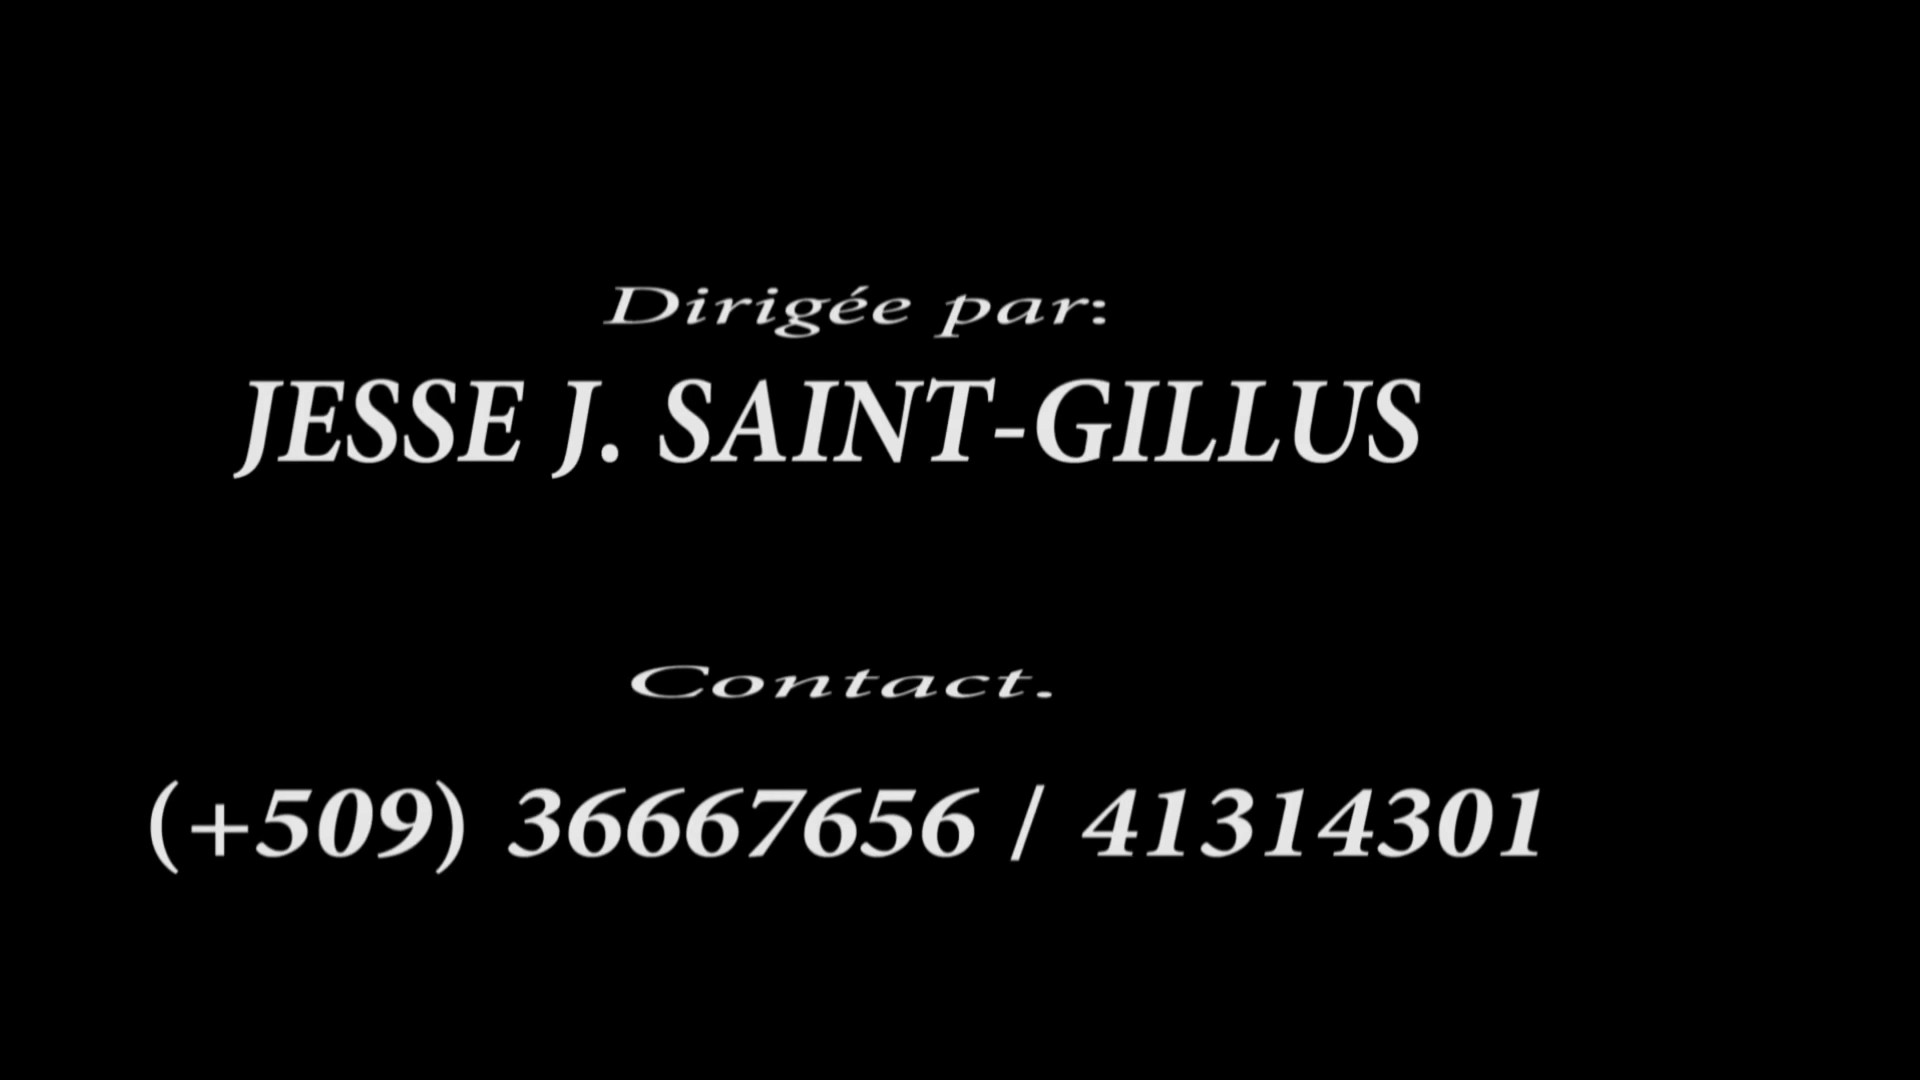 Dirigée par:
JESSE J. SAINT-GILLUS
Contact.
(+509) 36667656 / 41314301